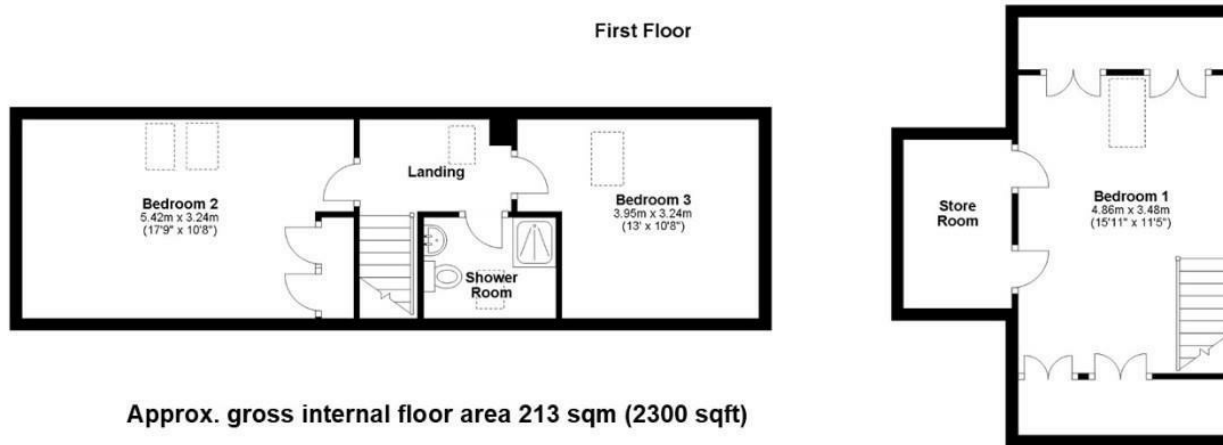 First Floor
Bedroom 2
5.42m x 3.24m
(17'9" x 10'8")
Landing
Bedroom 3
3.95m x 3.24m
(13' x 10'8")
Shower
Room
Store
Room
Bedroom 1
4.86m x 3.48m
(15'11" x 11'5")
Approx. gross internal floor area 213 sqm (2300 sqft)